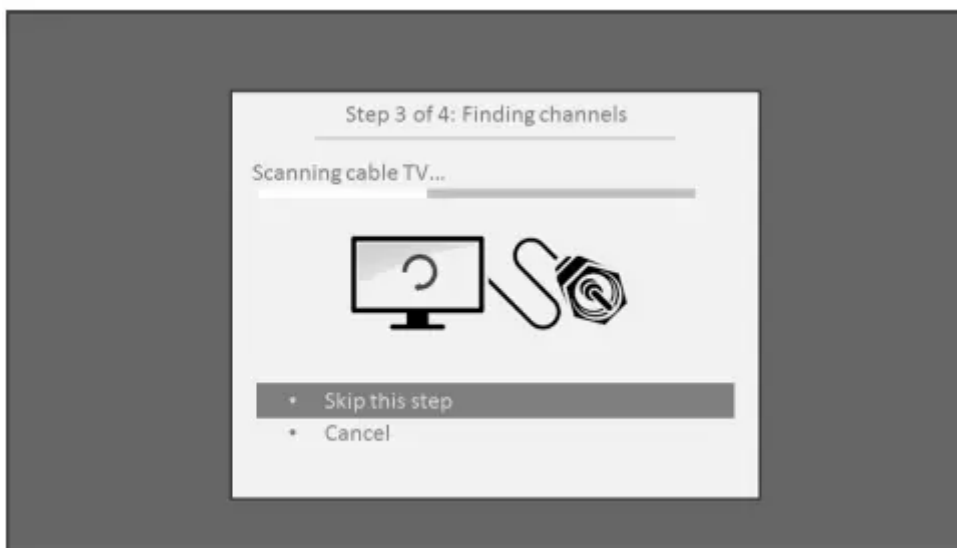 Step 3 of 4: Finding channels
Scanning cable TV...
• Skip this step
• Cancel